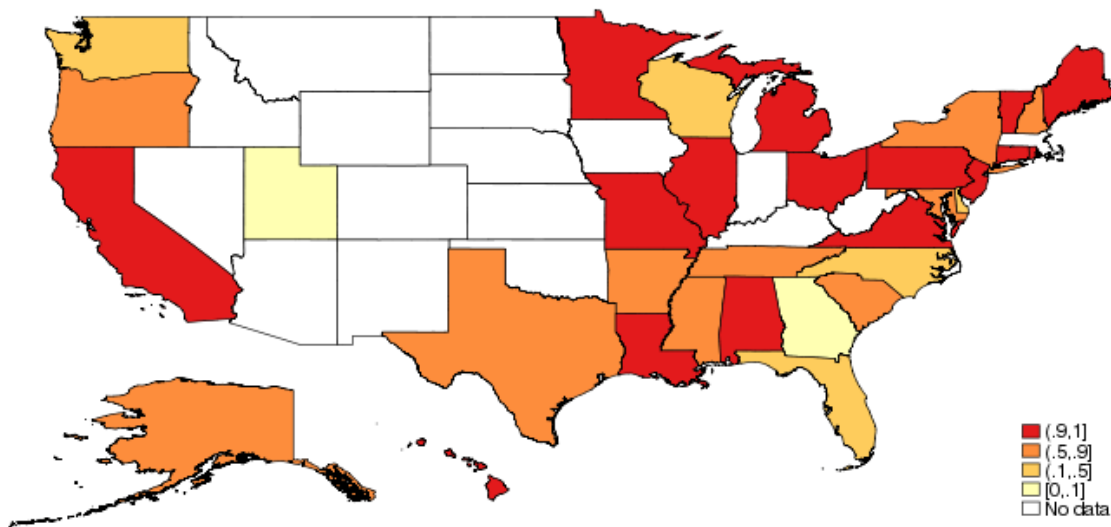 (.9,1]
(.5,.9]
(.1,.5]
[0,.1]
No data